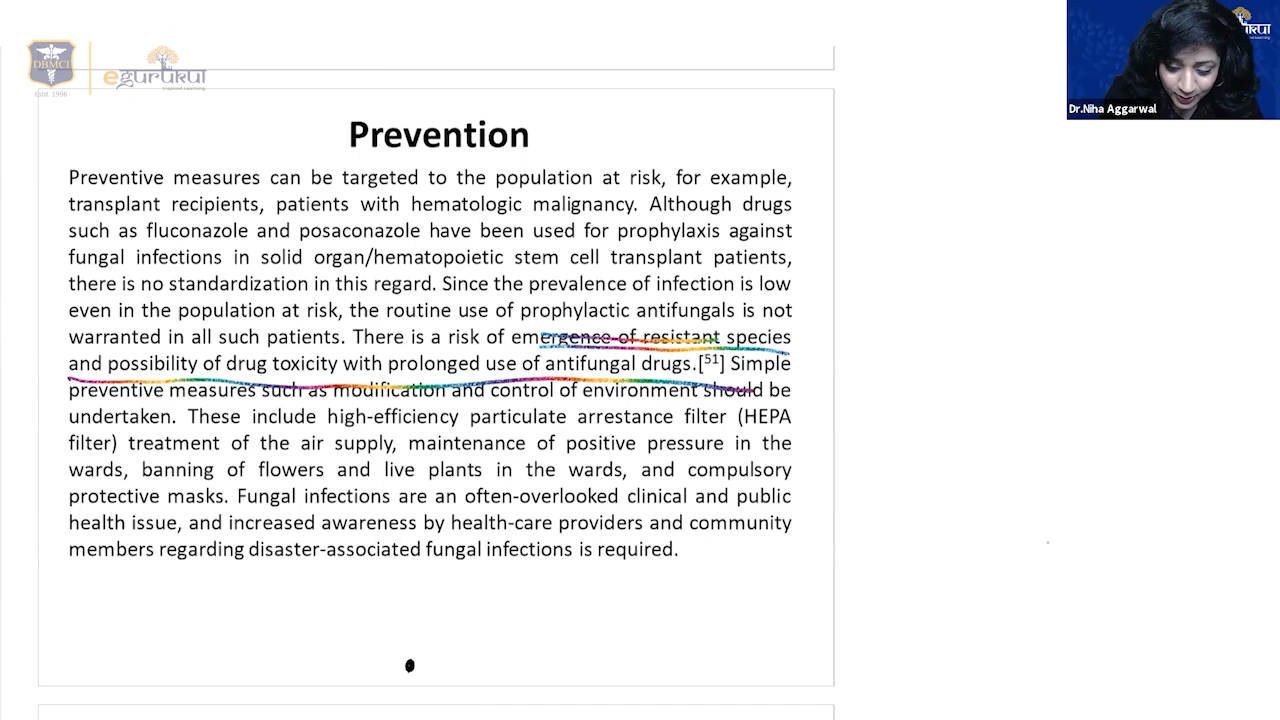 DBMCI
Estd. 1996
egurukul
Inspired Learning
Dr.Niha Aggarwal
Prevention
Preventive measures can be targeted to the population at risk, for example,
transplant recipients, patients with hematologic malignancy. Although drugs
such as fluconazole and posaconazole have been used for prophylaxis against
fungal infections in solid organ/hematopoietic stem cell transplant patients,
there is no standardization in this regard. Since the prevalence of infection is low
even in the population at risk, the routine use of prophylactic antifungals is not
warranted in all such patients. There is a risk of emergence of resistant species
and possibility of drug toxicity with prolonged use of antifungal drugs.[51] Simple
preventive measures such as modification and control of environment should be
undertaken. These include high-efficiency particulate arrestance filter (HEPA
filter) treatment of the air supply, maintenance of positive pressure in the
wards, banning of flowers and live plants in the wards, and compulsory
protective masks. Fungal infections are an often-overlooked clinical and public
health issue, and increased awareness by health-care providers and community
members regarding disaster-associated fungal infections is required.